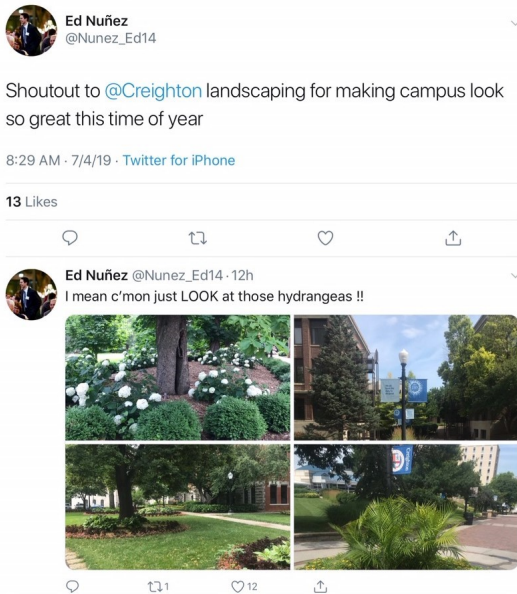 Ed Nuñez
@Nunez_Ed14
Shoutout to @Creighton landscaping for making campus look
so great this time of year
8:29 AM · 7/4/19 · Twitter for iPhone
13 Likes
Ed Nuñez @Nunez_Ed14 · 12h
I mean c'mon just LOOK at those hydrangeas !!
1
12